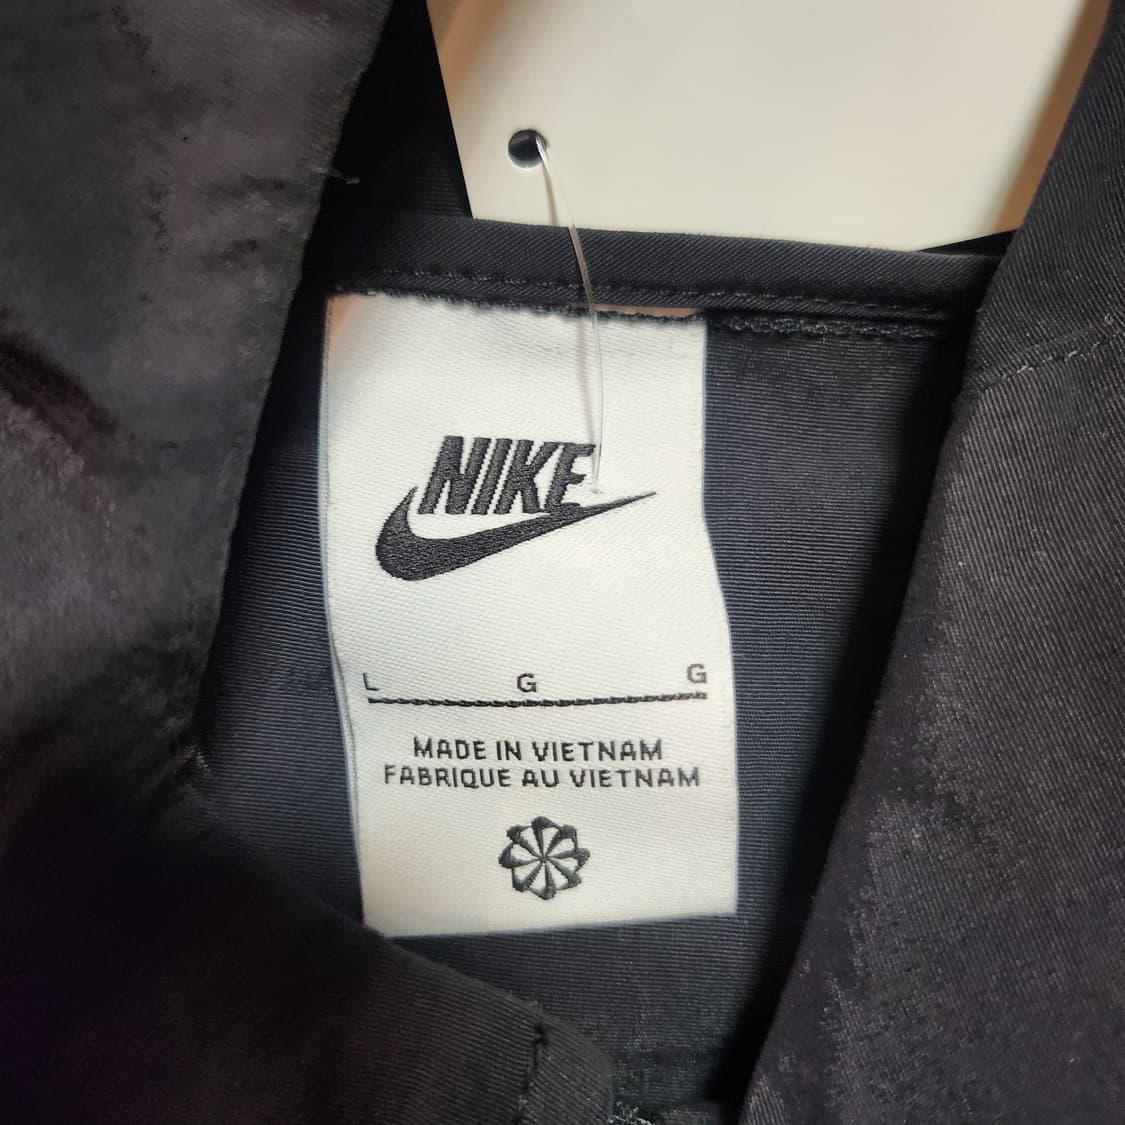 NIKE
L G G
MADE IN VIETNAM
FABRIQUE AU VIETNAM